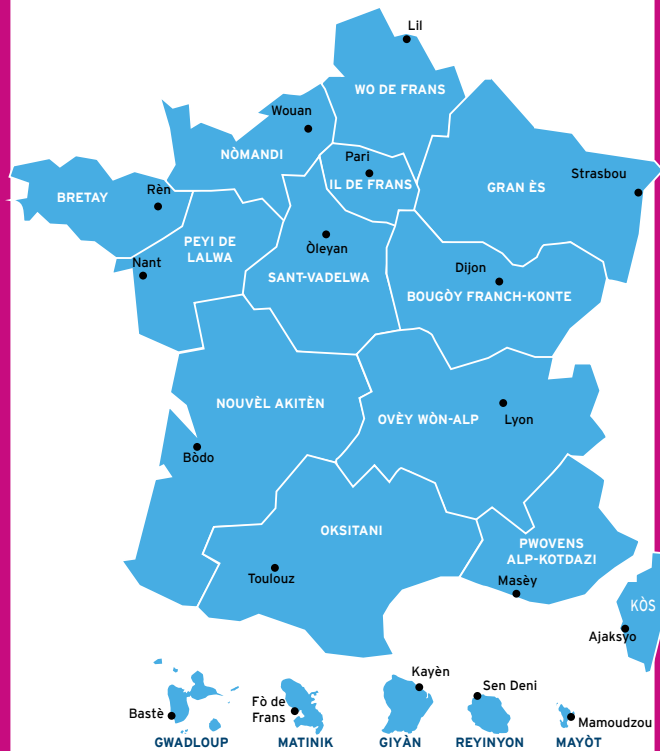 Lil
WO DE FRANS
Wouan
NÒMANDI
Pari
IL DE FRANS
GRAN ÈS
Strasbou
BRETAY
Rèn
PEYI DE
LALWA
Nant
Òleyan
SANT-VADELWA
Dijon
BOUGÒY FRANCH-KONTE
NOUVÈL AKITÈN
OVÈY WÒN-ALP
Lyon
Bòdo
OKSITANI
PWOVENS
ALP-KOTDAZI
Toulouz
Masèy
KÒS
Ajaksyo
Bastè
GWADLOUP
Fò de
Frans
MATINIK
Kayèn
GIYÀN
Sen Deni
REYINYON
Mamoudzou
MAYÒT